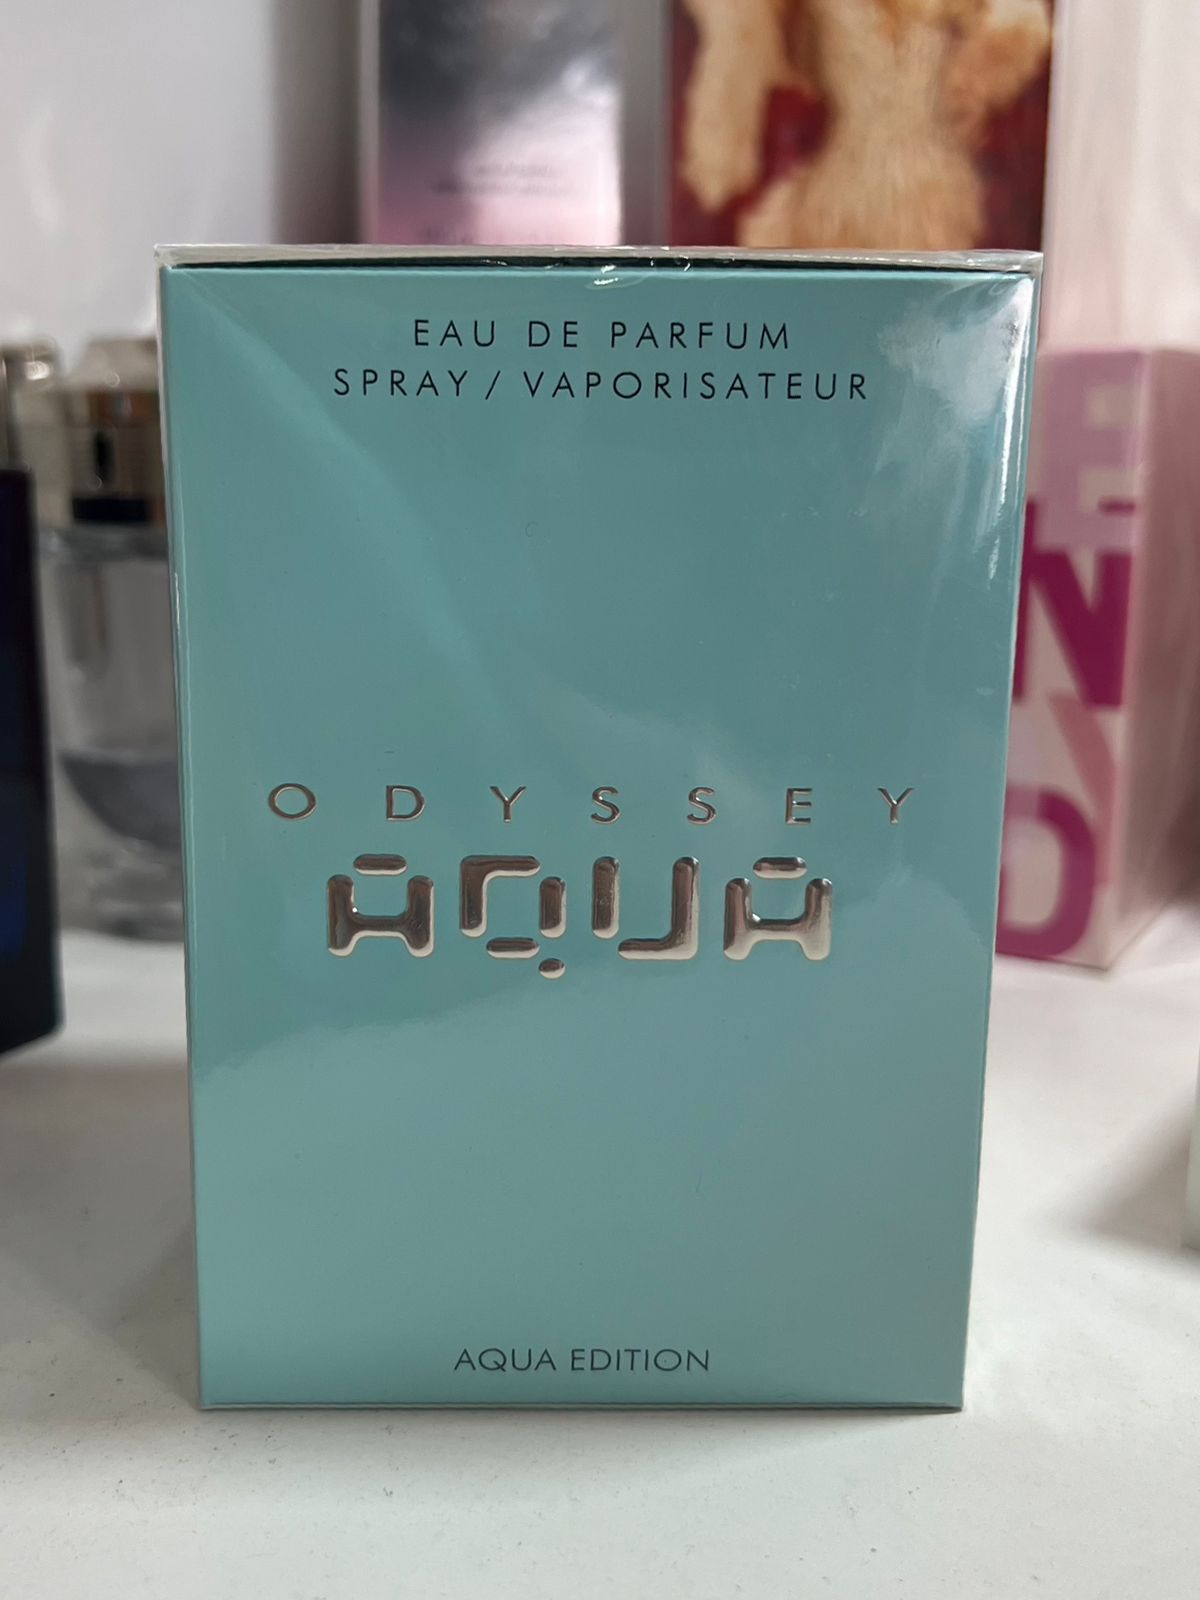 EAU DE PARFUM
SPRAY / VAPORISATEUR
ODYSSEY
AQUA
AQUA EDITION
E
N
D